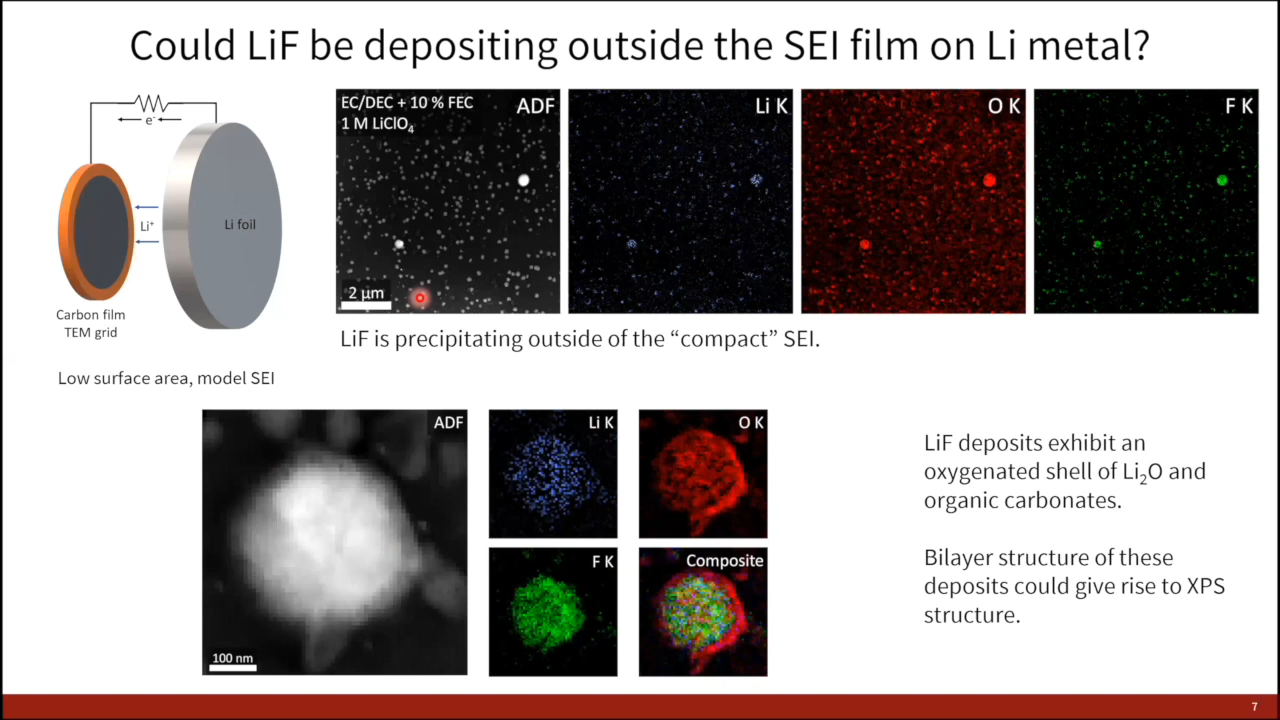 Could LiF be depositing outside the SEI film on Li metal?
e⁻
Li⁺
Li foil
Carbon film
TEM grid
Low surface area, model SEI
EC/DEC + 10 % FEC
1 M LiClO₄
ADF
2 μm
Li K
O K
F K
LiF is precipitating outside of the “compact” SEI.
ADF
100 nm
Li K
O K
F K
Composite
LiF deposits exhibit an
oxygenated shell of Li₂O and
organic carbonates.
Bilayer structure of these
deposits could give rise to XPS
structure.
7